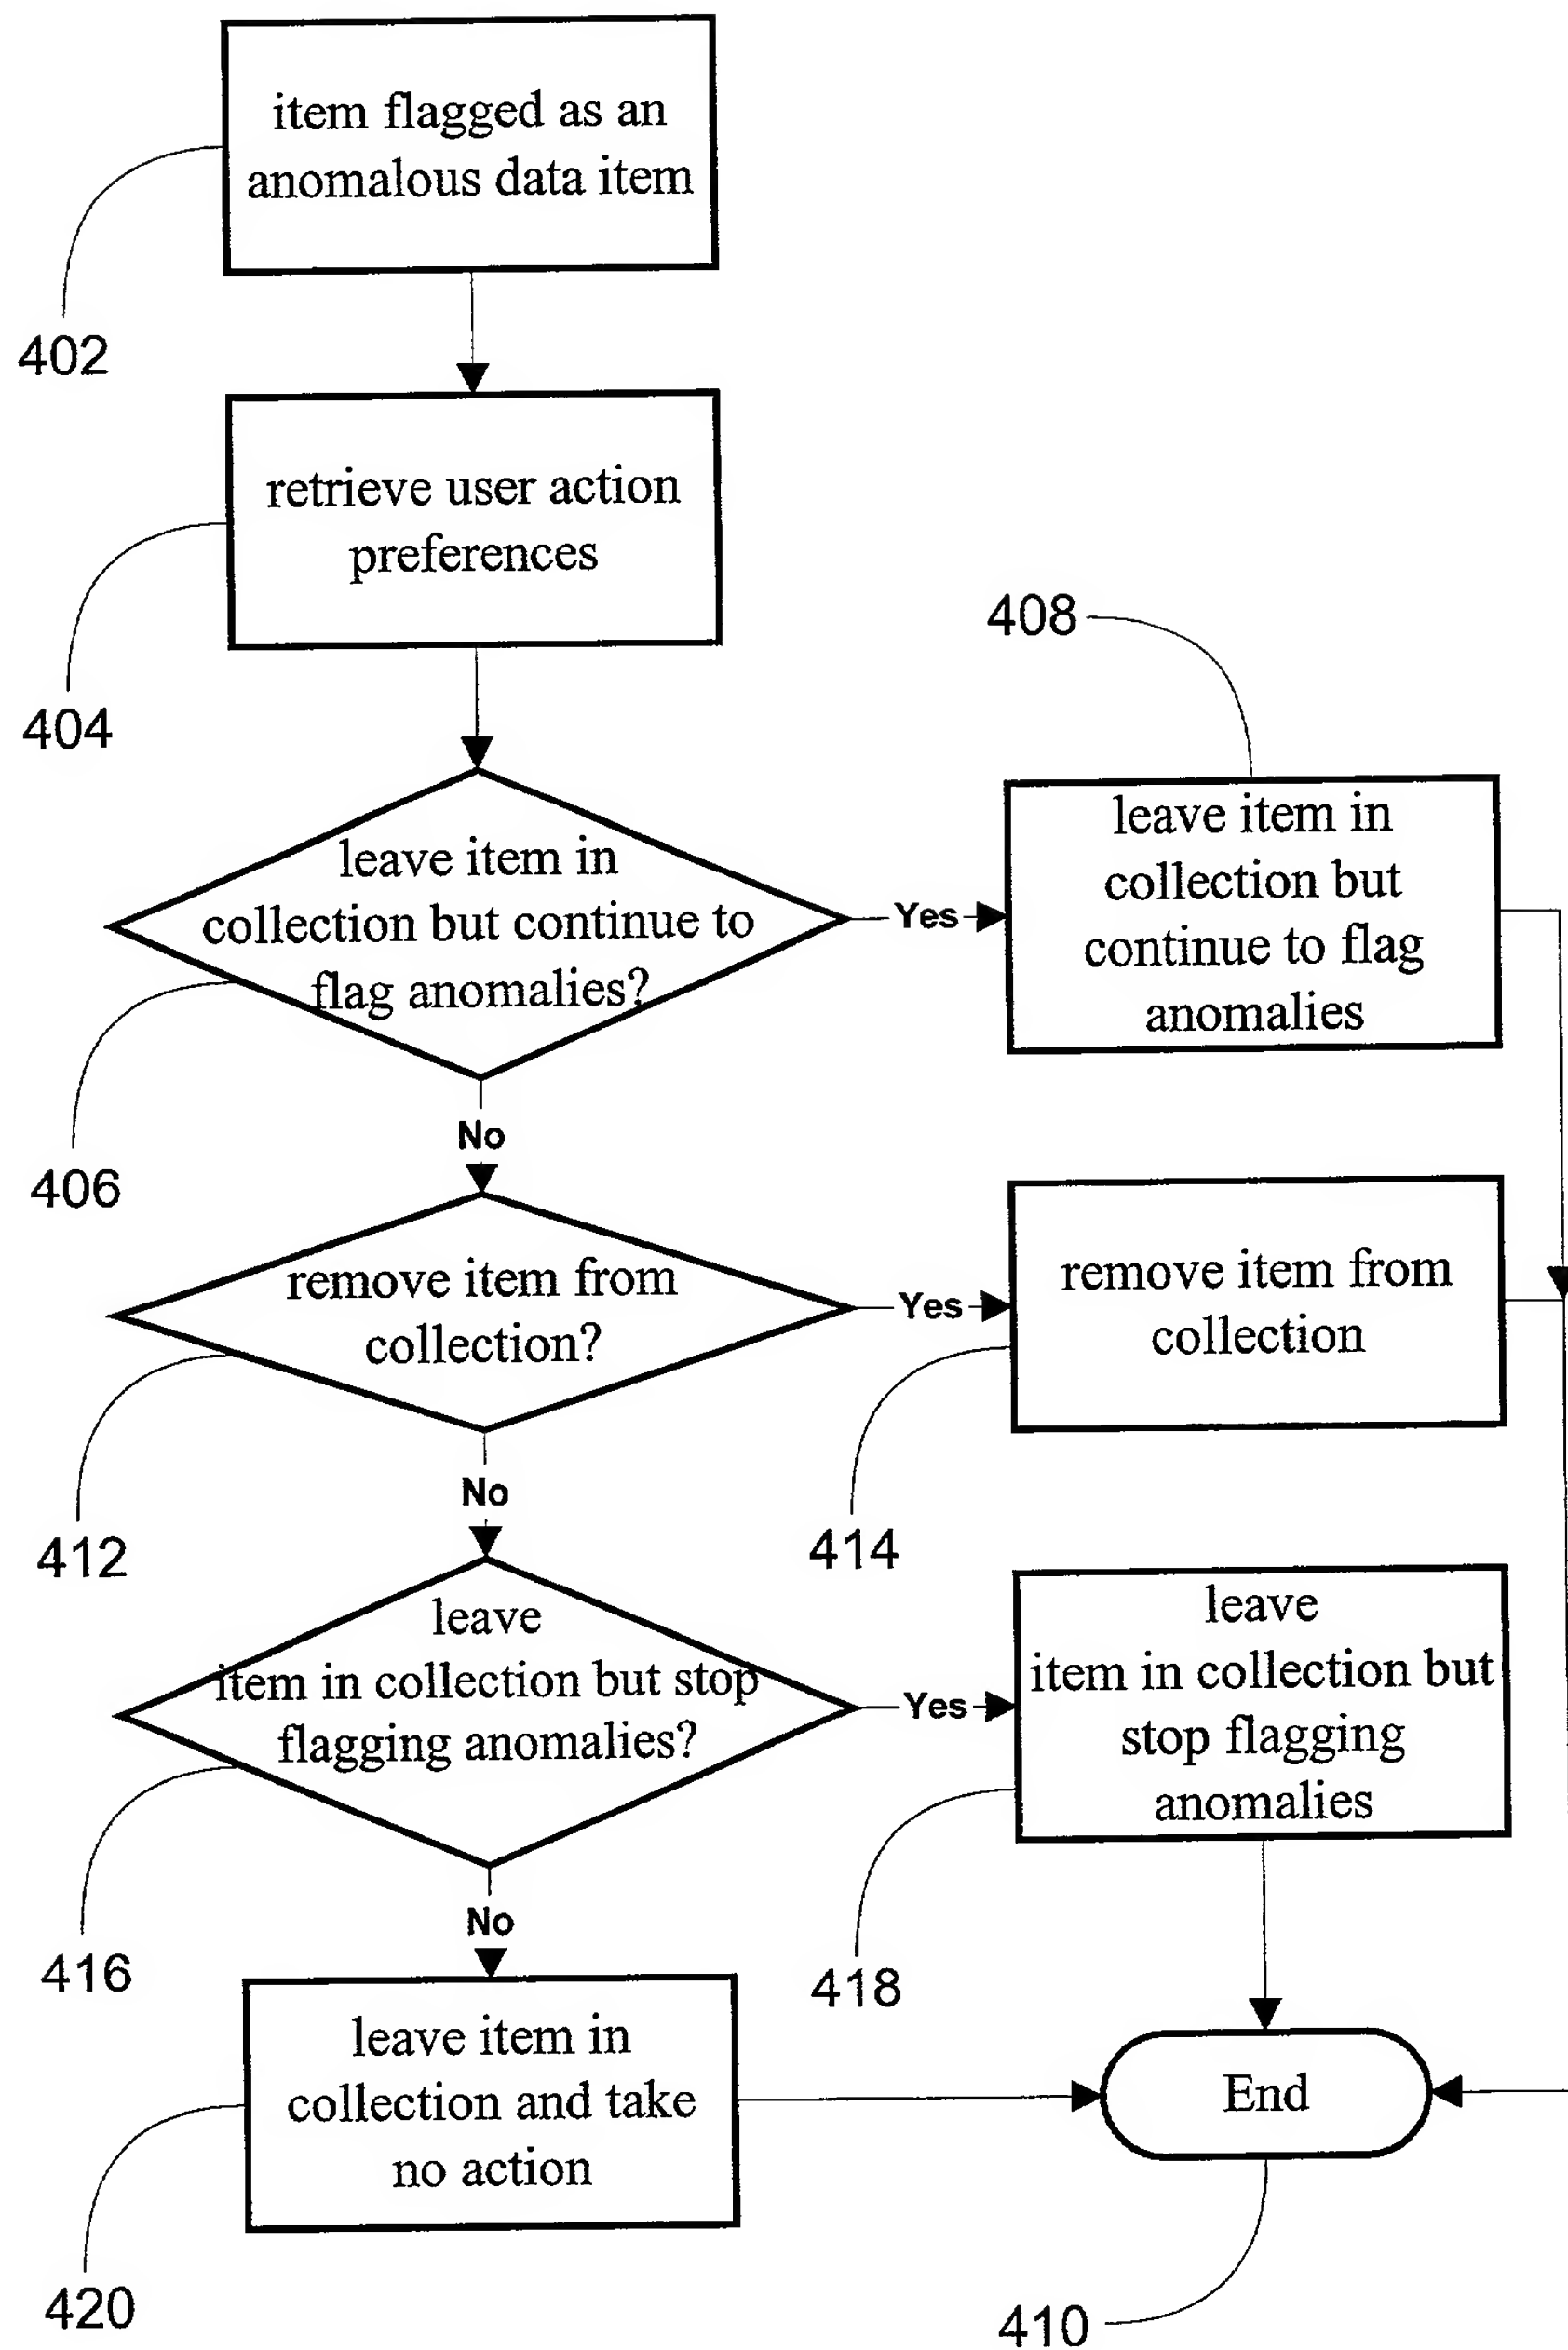 item flagged as an
anomalous data item
402
retrieve user action
preferences
404
408
leave item in
collection but continue to
flag anomalies?
Yes
leave item in
collection but
continue to flag
anomalies
406
No
remove item from
collection?
Yes
remove item from
collection
412
414
No
leave
item in collection but stop
flagging anomalies?
Yes
leave
item in collection but
stop flagging
anomalies
416
418
No
leave item in
collection and take
no action
End
420
410